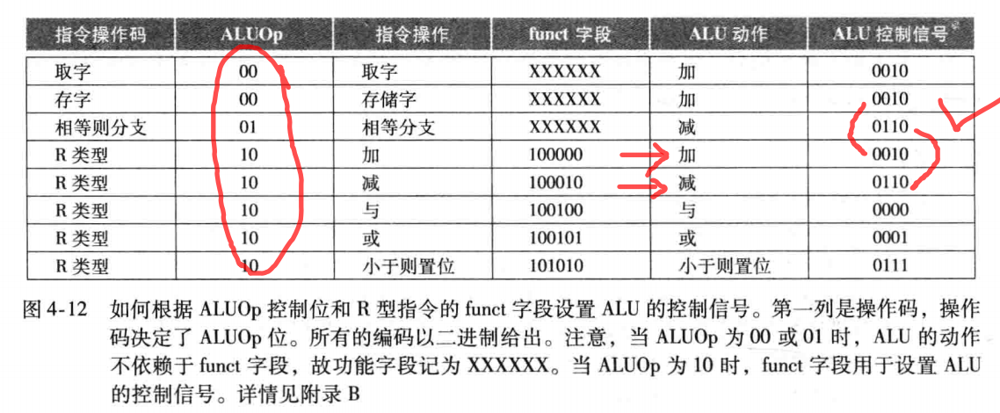 指令操作码 ALUOp 指令操作 funct 字段 ALU 动作 ALU 控制信号
取字 00 取字 XXXXXX 加 0010
存字 00 存储字 XXXXXX 加 0010
相等则分支 01 相等分支 XXXXXX 减 0110
R 类型 10 加 100000 加 0010
R 类型 10 减 100010 减 0110
R 类型 10 与 100100 与 0000
R 类型 10 或 100101 或 0001
R 类型 10 小于则置位 101010 小于则置位 0111
图 4-12 如何根据 ALUOp 控制位和 R 型指令的 funct 字段设置 ALU 的控制信号。第一列是操作码，操作
码决定了 ALUOp 位。所有的编码以二进制给出。注意，当 ALUOp 为 00 或 01 时，ALU 的动作
不依赖于 funct 字段，故功能字段记为 XXXXXX。当 ALUOp 为 10 时，funct 字段用于设置 ALU
的控制信号。详情见附录 B